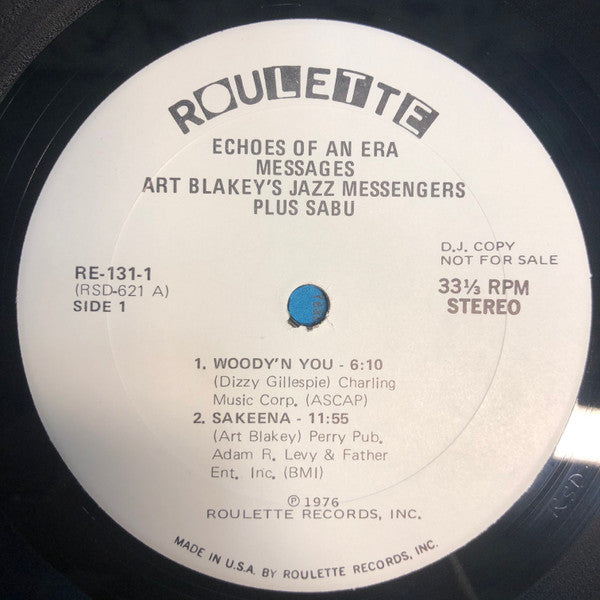 ROULETTE
ECHOES OF AN ERA
MESSAGES
ART BLAKEY'S JAZZ MESSENGERS
PLUS SABU
D.J. COPY
NOT FOR SALE
RE-131-1
(RSD-621 A)
SIDE 1
33⅓ RPM
STEREO
1. WOODY'N YOU - 6:10
(Dizzy Gillespie) Charling
Music Corp. (ASCAP)
2. SAKEENA - 11:55
(Art Blakey) Perry Pub.
Adam R. Levy & Father
Ent. Inc. (BMI)
℗ 1976
ROULETTE RECORDS, INC.
MADE IN U.S.A. BY ROULETTE RECORDS, INC.